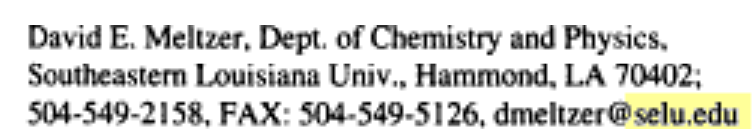 David E. Meltzer, Dept. of Chemistry and Physics,
Southeastern Louisiana Univ., Hammond, LA 70402;
504-549-2158, FAX: 504-549-5126, dmeltzer@selu.edu